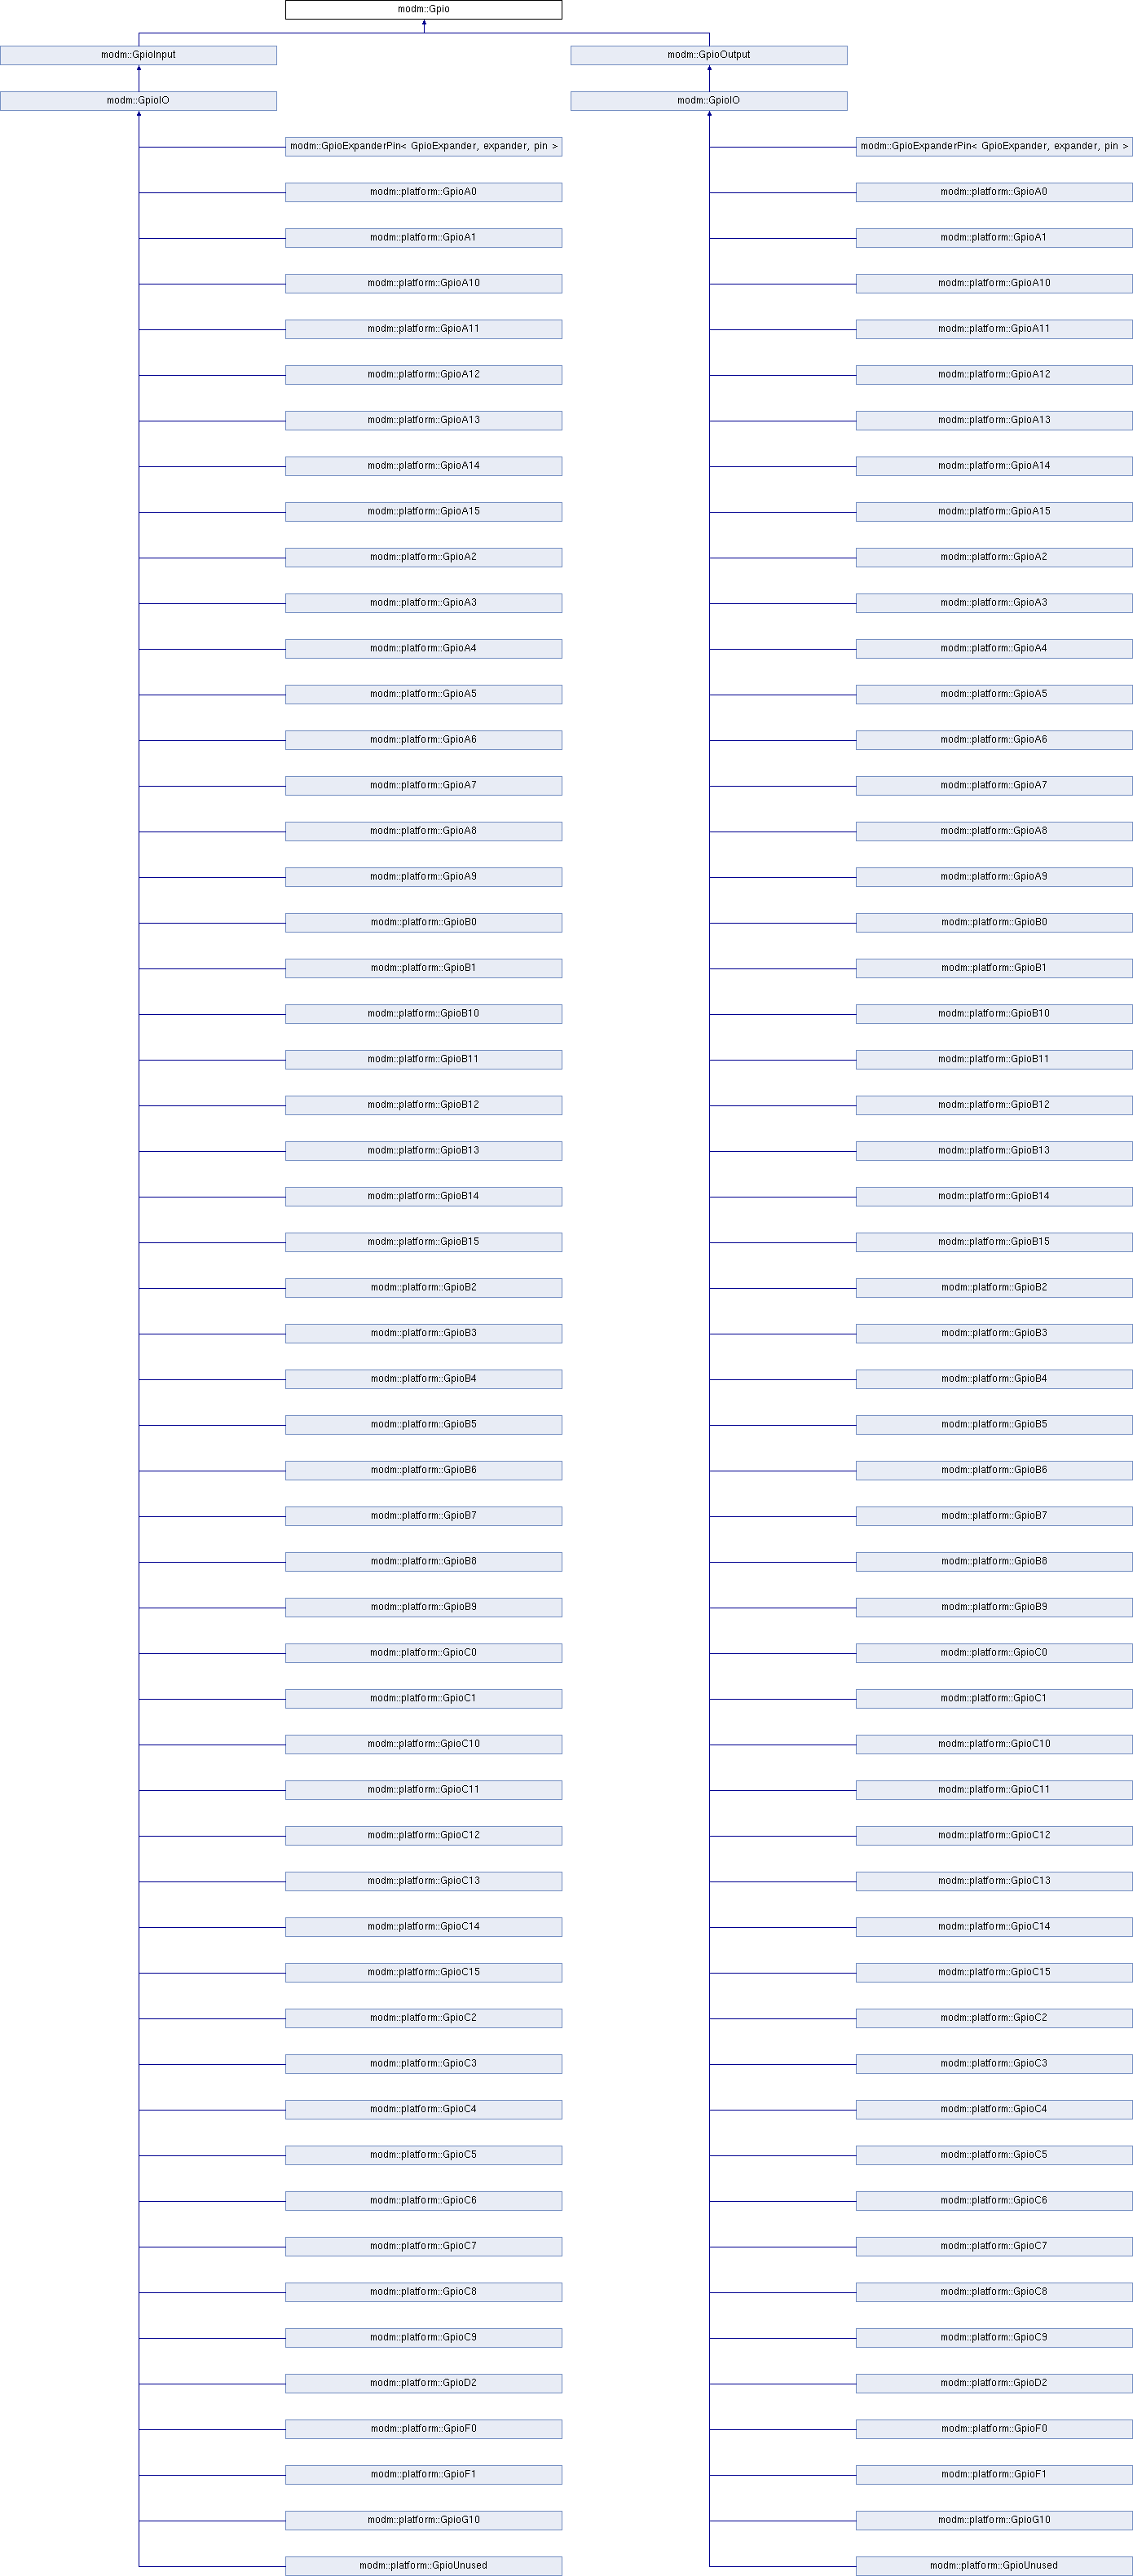 modm::Gpio
modm::GpioInput
modm::GpioOutput
modm::GpioIO
modm::GpioIO
modm::GpioExpanderPin< GpioExpander, expander, pin >
modm::GpioExpanderPin< GpioExpander, expander, pin >
modm::platform::GpioA0
modm::platform::GpioA0
modm::platform::GpioA1
modm::platform::GpioA1
modm::platform::GpioA10
modm::platform::GpioA10
modm::platform::GpioA11
modm::platform::GpioA11
modm::platform::GpioA12
modm::platform::GpioA12
modm::platform::GpioA13
modm::platform::GpioA13
modm::platform::GpioA14
modm::platform::GpioA14
modm::platform::GpioA15
modm::platform::GpioA15
modm::platform::GpioA2
modm::platform::GpioA2
modm::platform::GpioA3
modm::platform::GpioA3
modm::platform::GpioA4
modm::platform::GpioA4
modm::platform::GpioA5
modm::platform::GpioA5
modm::platform::GpioA6
modm::platform::GpioA6
modm::platform::GpioA7
modm::platform::GpioA7
modm::platform::GpioA8
modm::platform::GpioA8
modm::platform::GpioA9
modm::platform::GpioA9
modm::platform::GpioB0
modm::platform::GpioB0
modm::platform::GpioB1
modm::platform::GpioB1
modm::platform::GpioB10
modm::platform::GpioB10
modm::platform::GpioB11
modm::platform::GpioB11
modm::platform::GpioB12
modm::platform::GpioB12
modm::platform::GpioB13
modm::platform::GpioB13
modm::platform::GpioB14
modm::platform::GpioB14
modm::platform::GpioB15
modm::platform::GpioB15
modm::platform::GpioB2
modm::platform::GpioB2
modm::platform::GpioB3
modm::platform::GpioB3
modm::platform::GpioB4
modm::platform::GpioB4
modm::platform::GpioB5
modm::platform::GpioB5
modm::platform::GpioB6
modm::platform::GpioB6
modm::platform::GpioB7
modm::platform::GpioB7
modm::platform::GpioB8
modm::platform::GpioB8
modm::platform::GpioB9
modm::platform::GpioB9
modm::platform::GpioC0
modm::platform::GpioC0
modm::platform::GpioC1
modm::platform::GpioC1
modm::platform::GpioC10
modm::platform::GpioC10
modm::platform::GpioC11
modm::platform::GpioC11
modm::platform::GpioC12
modm::platform::GpioC12
modm::platform::GpioC13
modm::platform::GpioC13
modm::platform::GpioC14
modm::platform::GpioC14
modm::platform::GpioC15
modm::platform::GpioC15
modm::platform::GpioC2
modm::platform::GpioC2
modm::platform::GpioC3
modm::platform::GpioC3
modm::platform::GpioC4
modm::platform::GpioC4
modm::platform::GpioC5
modm::platform::GpioC5
modm::platform::GpioC6
modm::platform::GpioC6
modm::platform::GpioC7
modm::platform::GpioC7
modm::platform::GpioC8
modm::platform::GpioC8
modm::platform::GpioC9
modm::platform::GpioC9
modm::platform::GpioD2
modm::platform::GpioD2
modm::platform::GpioF0
modm::platform::GpioF0
modm::platform::GpioF1
modm::platform::GpioF1
modm::platform::GpioG10
modm::platform::GpioG10
modm::platform::GpioUnused
modm::platform::GpioUnused